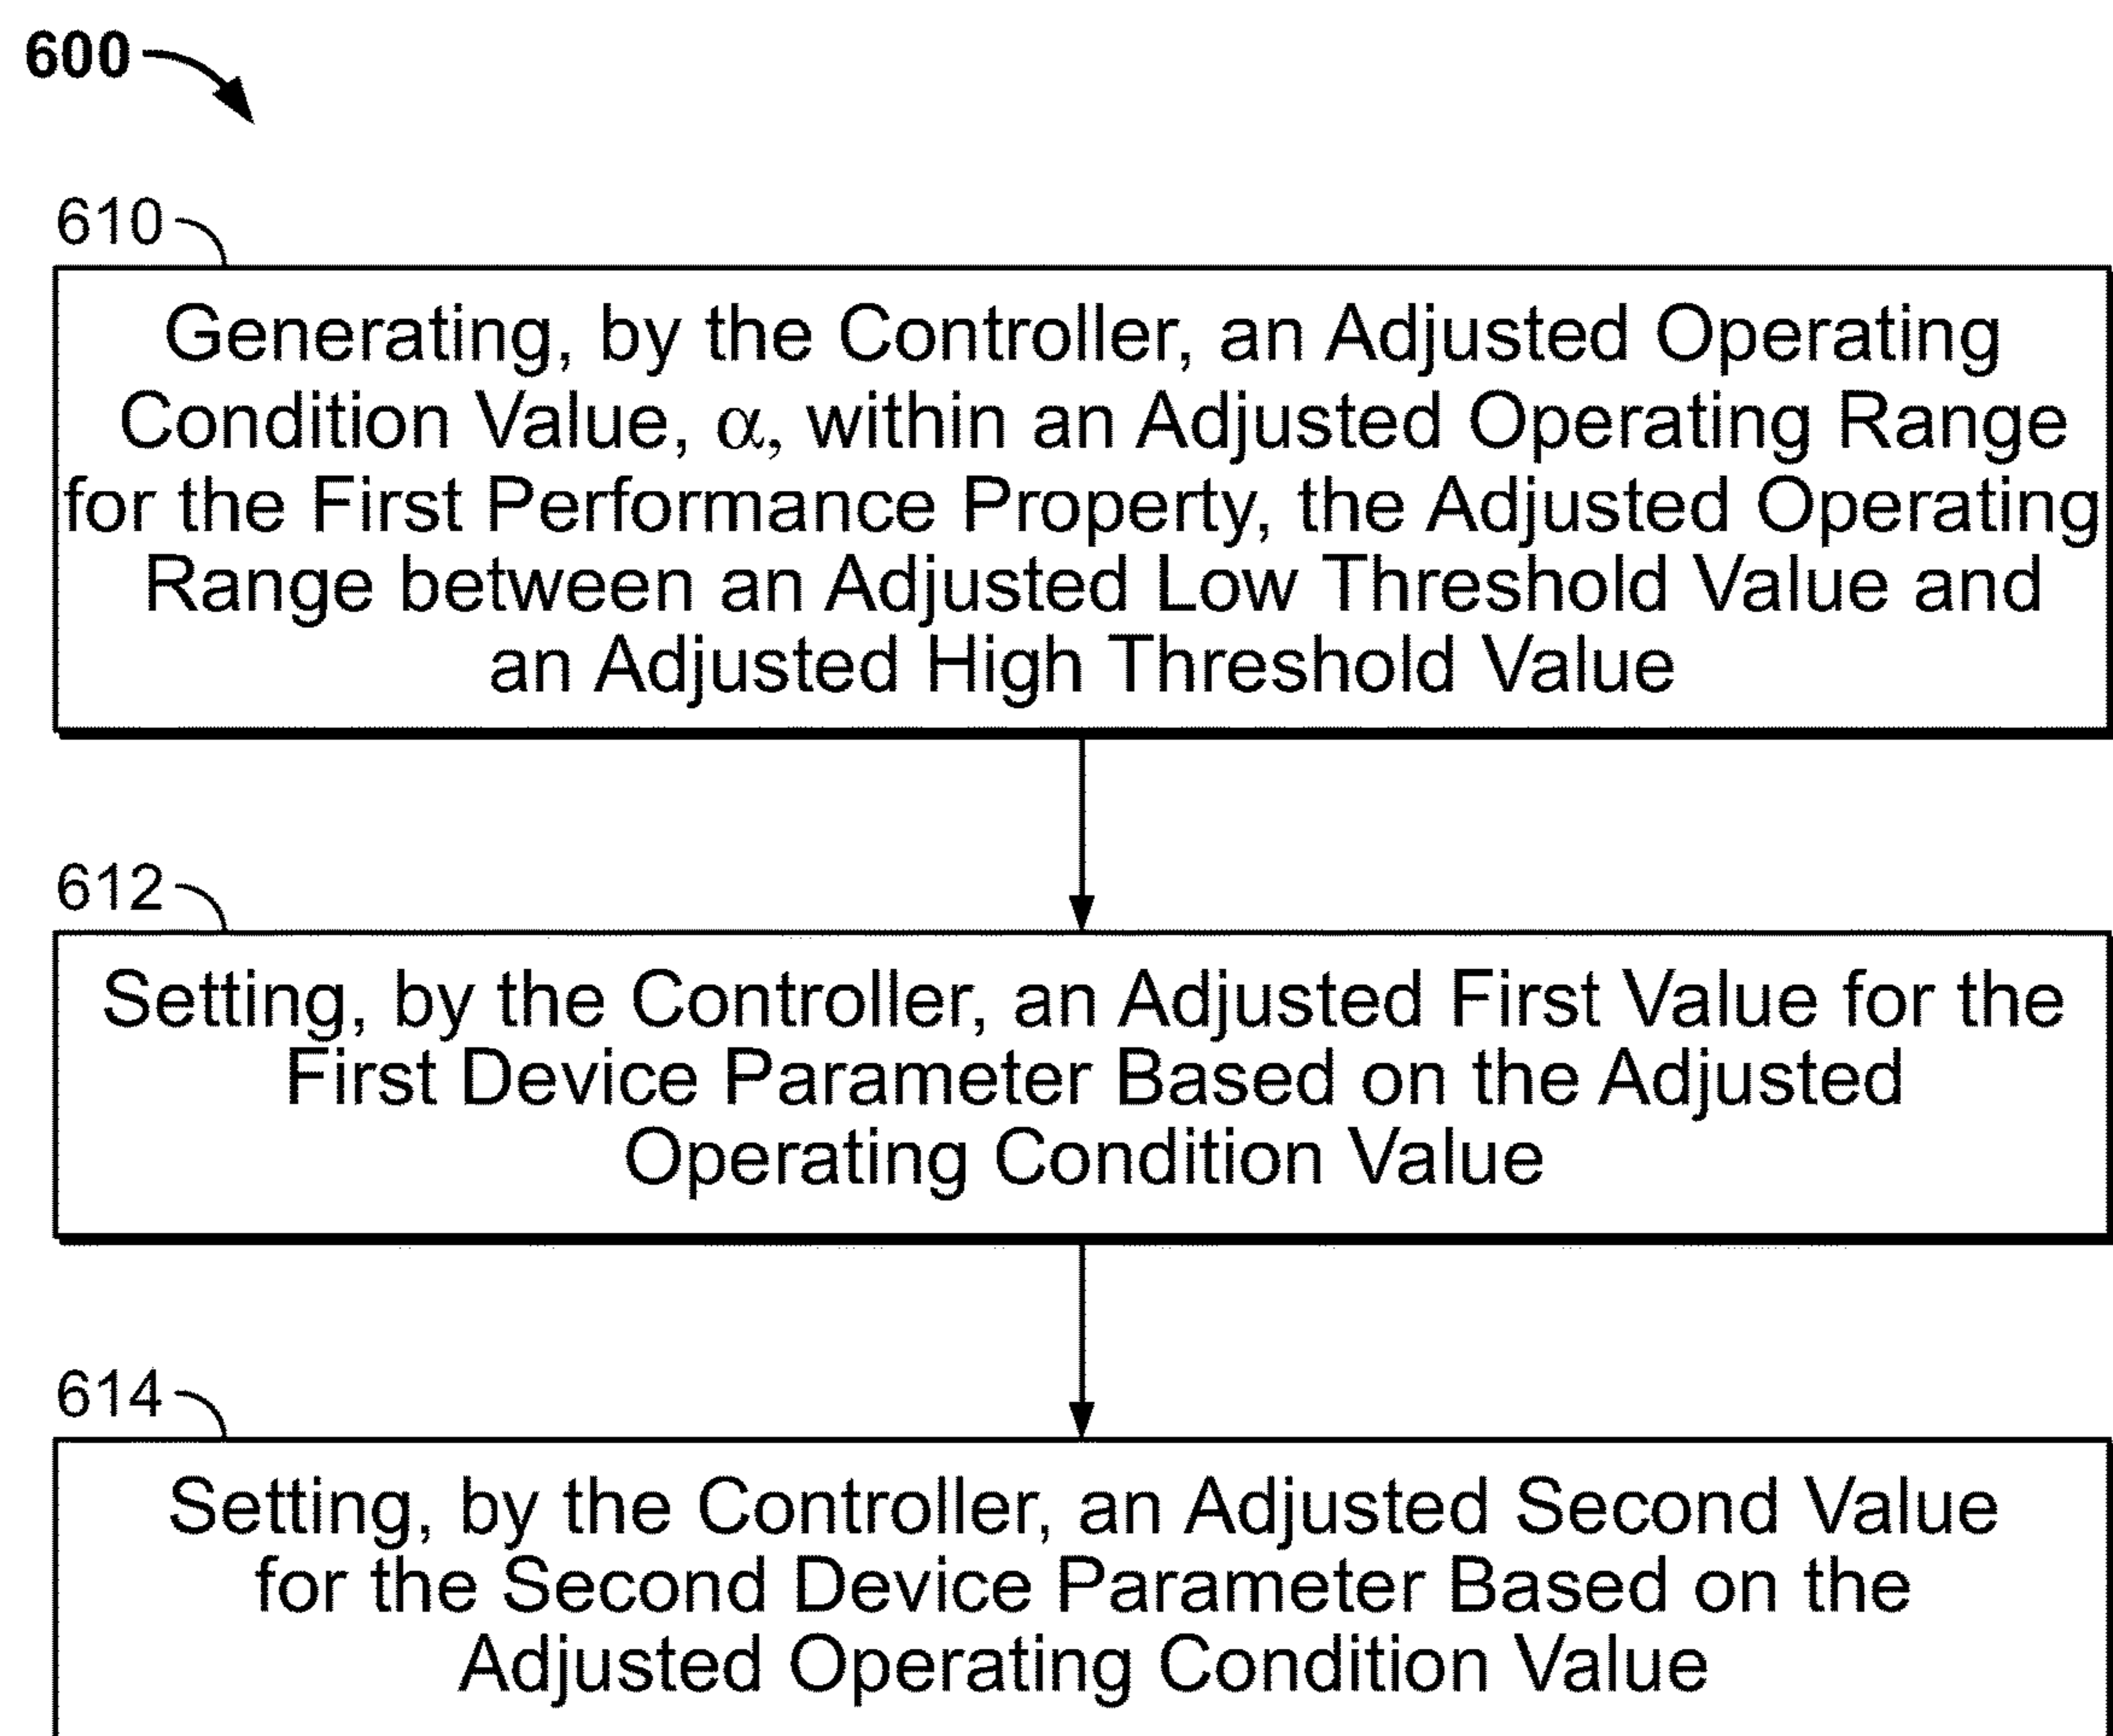 600
610
Generating, by the Controller, an Adjusted Operating
Condition Value, α, within an Adjusted Operating Range
for the First Performance Property, the Adjusted Operating
Range between an Adjusted Low Threshold Value and
an Adjusted High Threshold Value
612
Setting, by the Controller, an Adjusted First Value for the
First Device Parameter Based on the Adjusted
Operating Condition Value
614
Setting, by the Controller, an Adjusted Second Value
for the Second Device Parameter Based on the
Adjusted Operating Condition Value